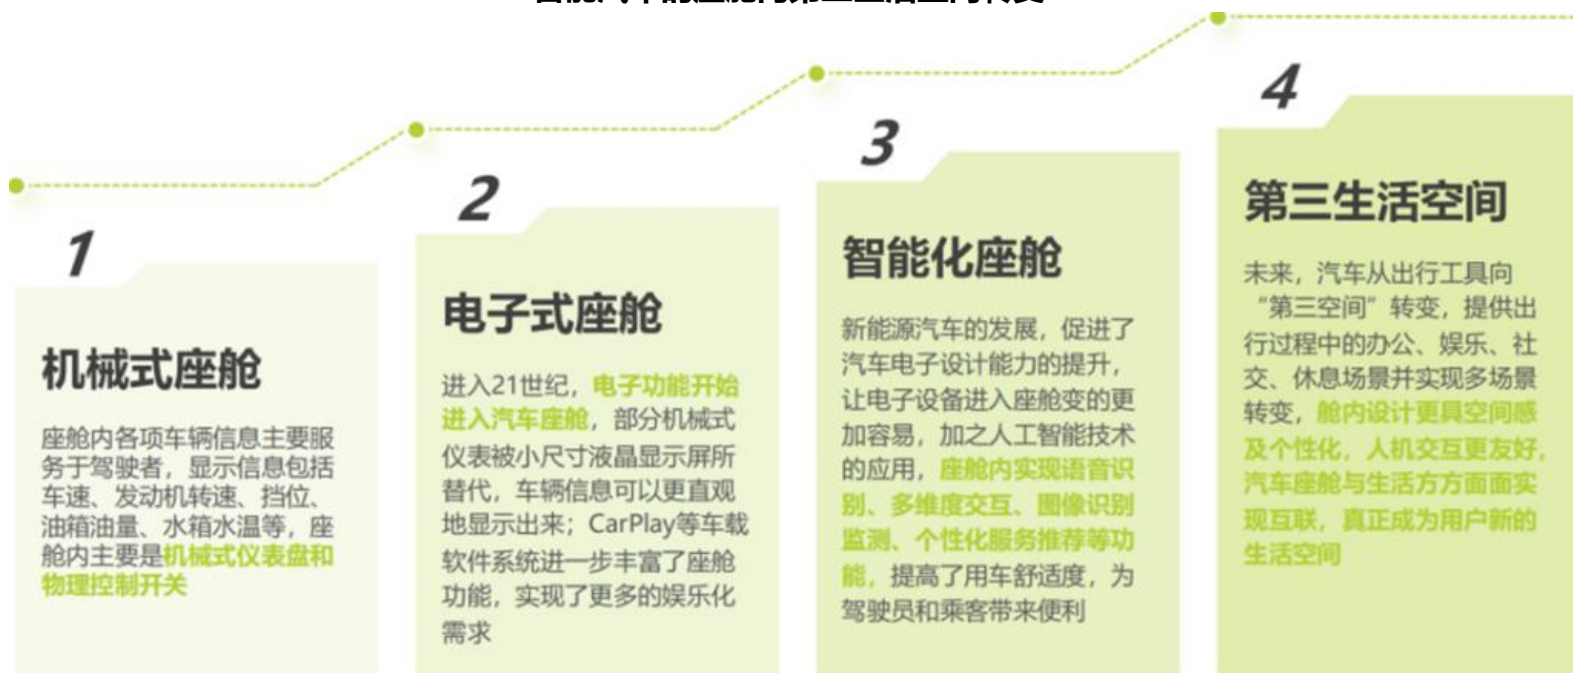 1
机械式座舱
座舱内各项车辆信息主要服
务于驾驶者，显示信息包括
车速、发动机转速、挡位、
油箱油量、水箱水温等，座
舱内主要是机械式仪表盘和
物理控制开关
2
电子式座舱
进入21世纪，电子功能开始
进入汽车座舱，部分机械式
仪表被小尺寸液晶显示屏所
替代，车辆信息可以更直观
地显示出来；CarPlay等车载
软件系统进一步丰富了座舱
功能，实现了更多的娱乐化
需求
3
智能化座舱
新能源汽车的发展，促进了
汽车电子设计能力的提升，
让电子设备进入座舱变的更
加容易，加之人工智能技术
的应用，座舱内实现语音识
别、多维度交互、图像识别
监测、个性化服务推荐等功
能，提高了用车舒适度，为
驾驶员和乘客带来便利
4
第三生活空间
未来，汽车从出行工具向
“第三空间”转变，提供出
行过程中的办公、娱乐、社
交、休息场景并实现多场景
转变，舱内设计更具空间感
及个性化，人机交互更友好，
汽车座舱与生活方方面面实
现互联，真正成为用户新的
生活空间